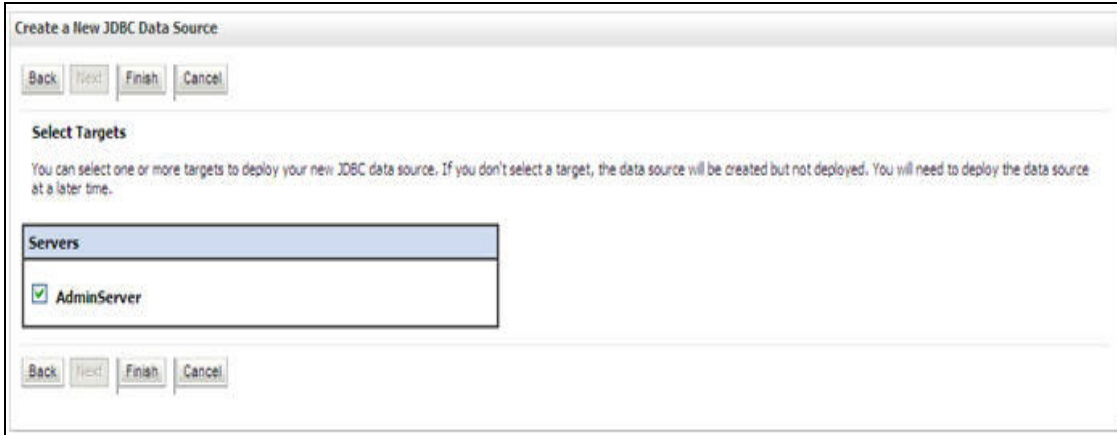 Create a New JDBC Data Source
Back Next Finish Cancel
Select Targets
You can select one or more targets to deploy your new JDBC data source. If you don't select a target, the data source will be created but not deployed. You will need to deploy the data source
at a later time.
Servers
AdminServer
Back Next Finish Cancel